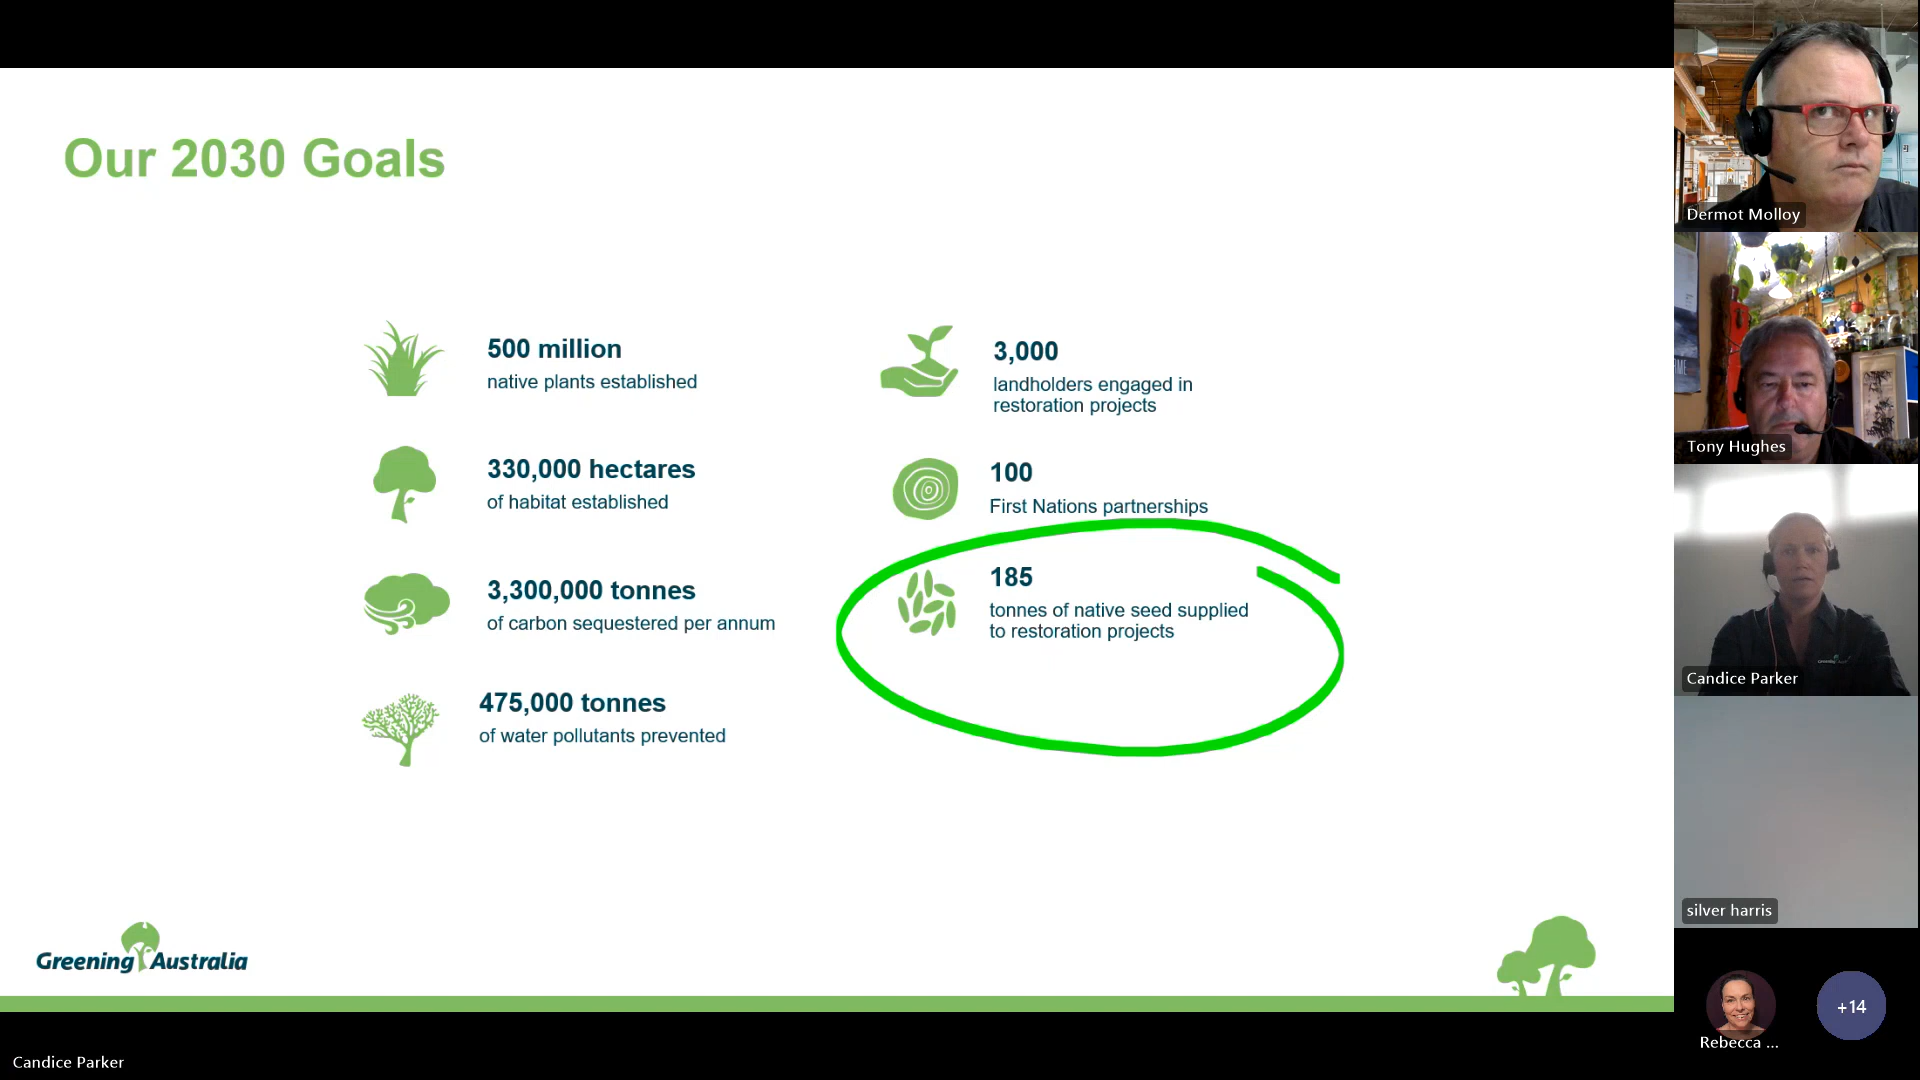 Our 2030 Goals
500 million
native plants established
330,000 hectares
of habitat established
3,300,000 tonnes
of carbon sequestered per annum
475,000 tonnes
of water pollutants prevented
3,000
landholders engaged in
restoration projects
100
First Nations partnerships
185
tonnes of native seed supplied
to restoration projects
Greening Australia
Candice Parker
Dermot Molloy
Tony Hughes
Candice Parker
silver harris
Rebecca ...
+14